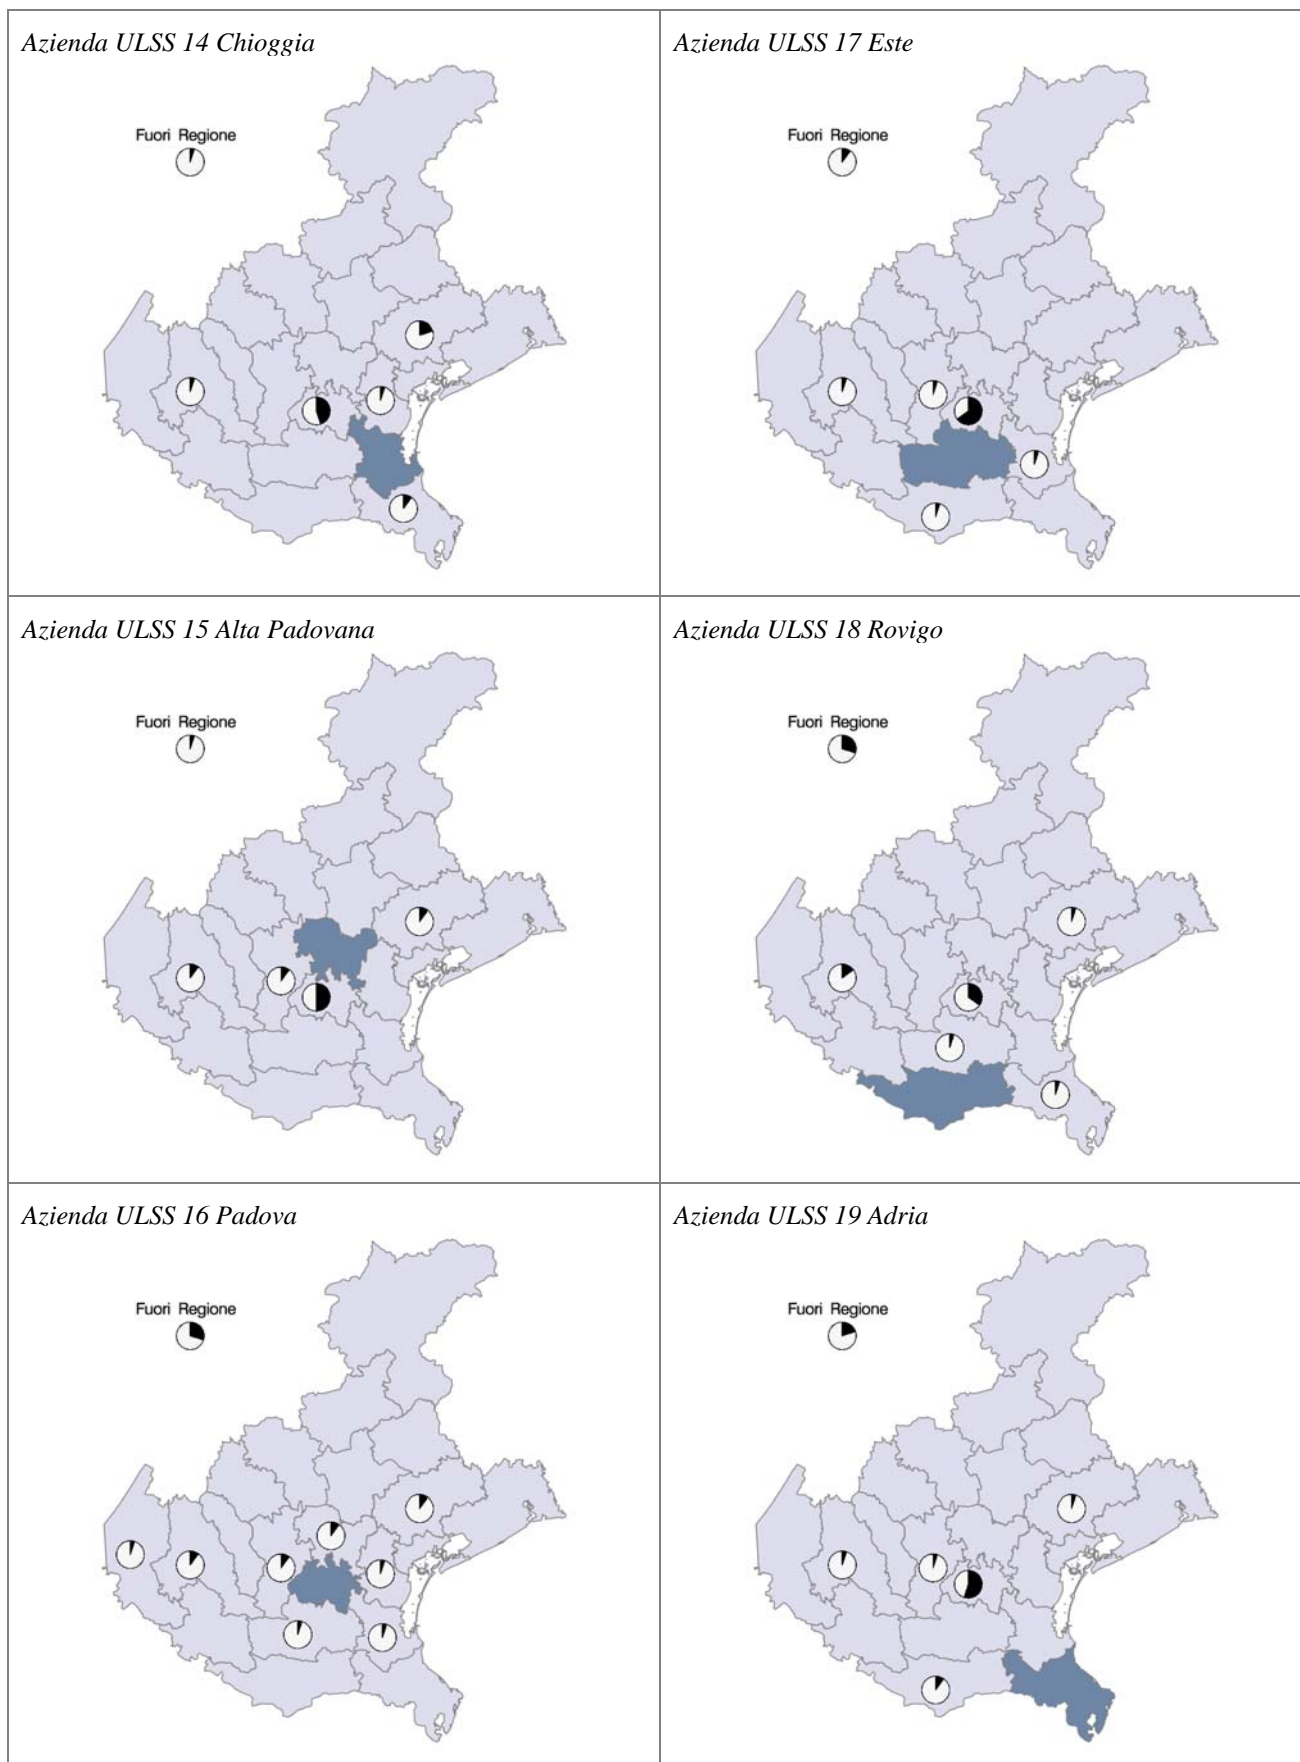 Azienda ULSS 14 Chioggia
Fuori Regione
Azienda ULSS 17 Este
Fuori Regione
Azienda ULSS 15 Alta Padovana
Fuori Regione
Azienda ULSS 18 Rovigo
Fuori Regione
Azienda ULSS 16 Padova
Fuori Regione
Azienda ULSS 19 Adria
Fuori Regione